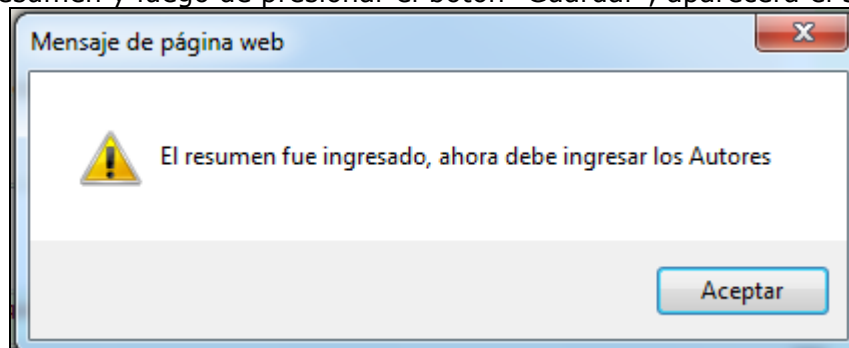 resumen y luego de presionar el botón "Guardar", aparecerá el
Mensaje de página web
El resumen fue ingresado, ahora debe ingresar los Autores
Aceptar